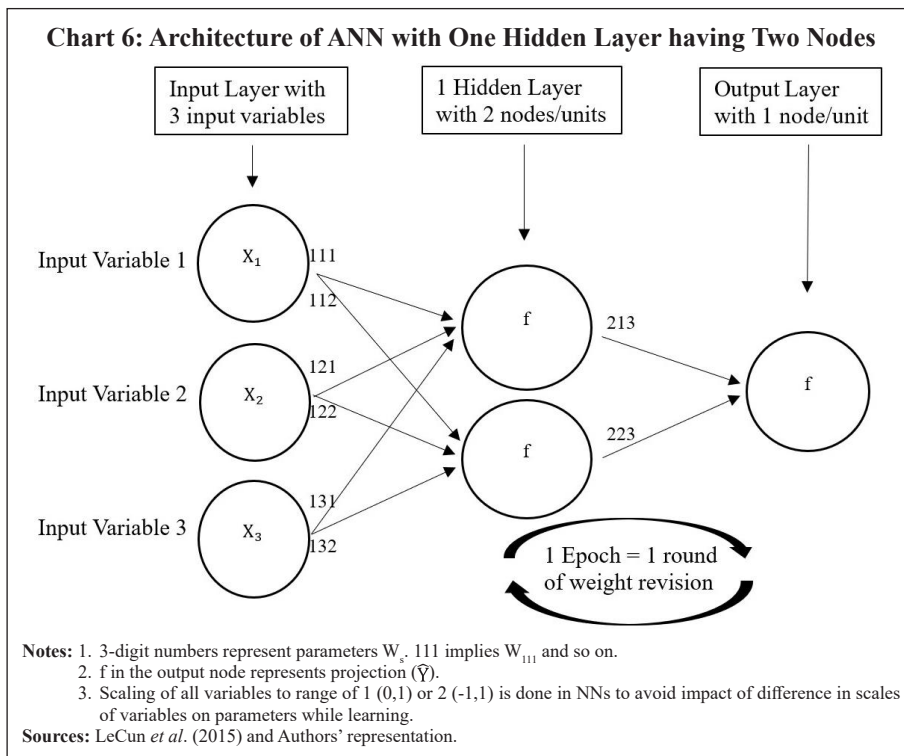 Chart 6: Architecture of ANN with One Hidden Layer having Two Nodes
Input Layer with
3 input variables
1 Hidden Layer
with 2 nodes/units
Output Layer
with 1 node/unit
Input Variable 1
X₁
111
112
Input Variable 2
X₂
121
122
Input Variable 3
X₃
131
132
f
213
f
223
f
1 Epoch = 1 round
of weight revision
Notes: 1. 3-digit numbers represent parameters Wₛ. 111 implies W₁₁₁ and so on.
2. f in the output node represents projection (Ŷ).
3. Scaling of all variables to range of 1 (0,1) or 2 (-1,1) is done in NNs to avoid impact of difference in scales
of variables on parameters while learning.
Sources: LeCun et al. (2015) and Authors' representation.